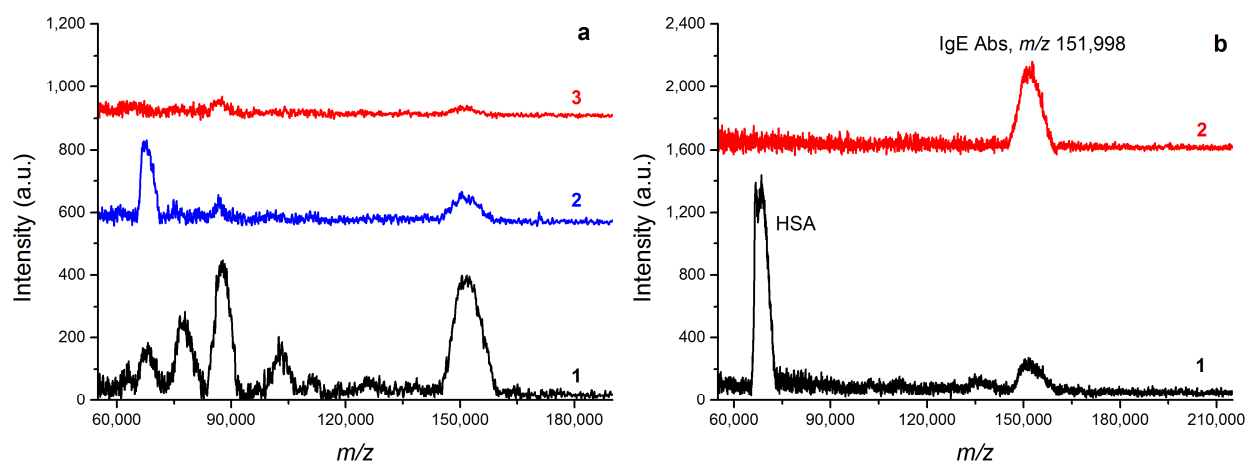 1,200
1,000
800
600
400
200
0
Intensity (a.u.)
a
3
2
1
60,000 90,000 120,000 150,000 180,000
m/z
2,400
2,000
1,600
1,200
800
400
0
Intensity (a.u.)
IgE Abs, m/z 151,998
b
2
HSA
1
60,000 90,000 120,000 150,000 180,000 210,000
m/z